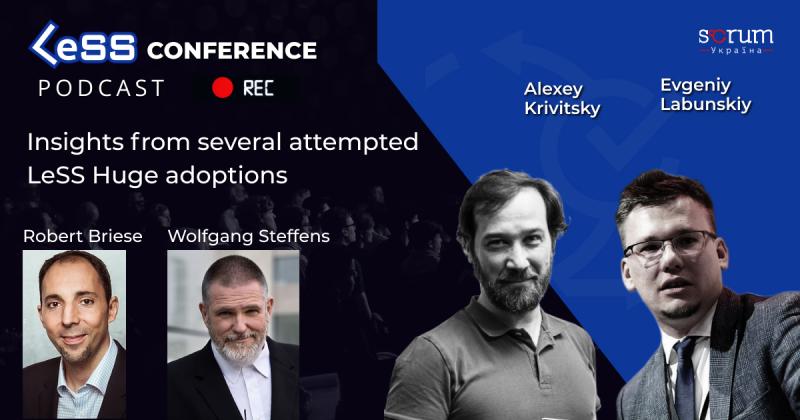 LeSS CONFERENCE
PODCAST REC
Insights from several attempted
LeSS Huge adoptions
Robert Briese
Wolfgang Steffens
Alexey
Krivitsky
Evgeniy
Labunskiy
scrum
Україна